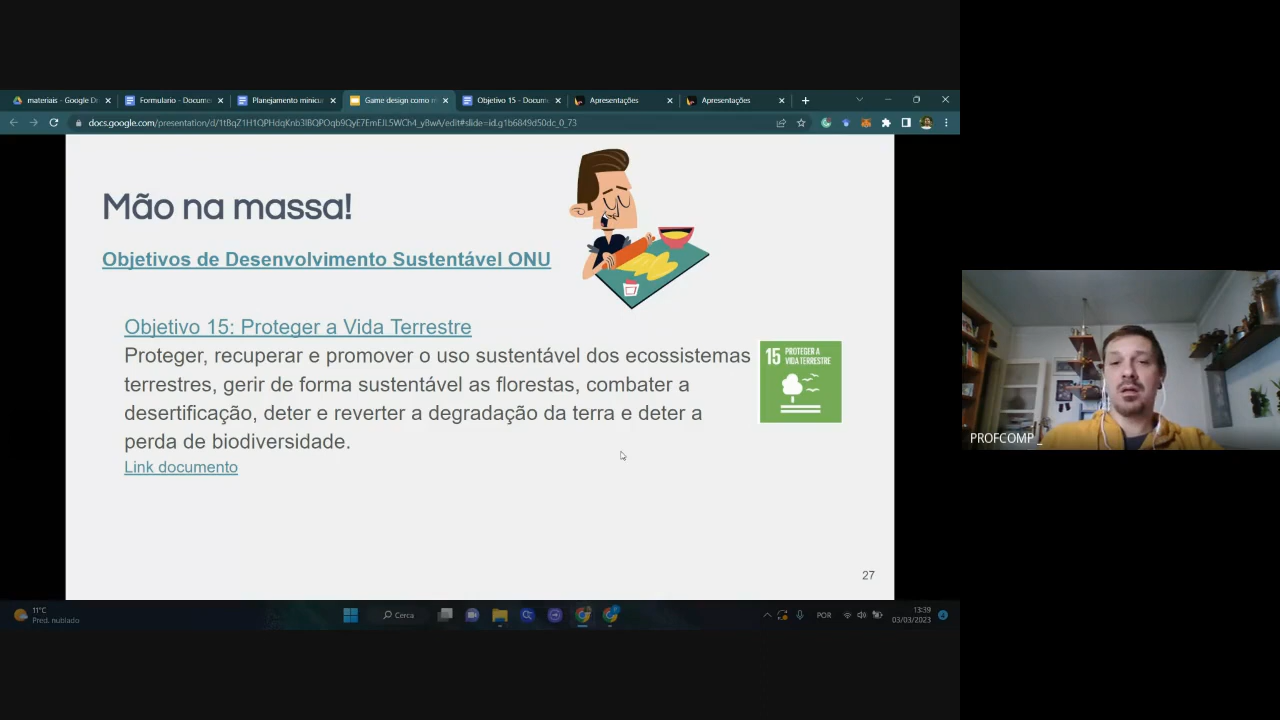 materiais - Google Dr
Formulario - Docume
Planejamento minicu
Game design como m
Objetivo 15 - Docum
Apresentações
Apresentações
Mão na massa!
Objetivos de Desenvolvimento Sustentável ONU
Objetivo 15: Proteger a Vida Terrestre
Proteger, recuperar e promover o uso sustentável dos ecossistemas
terrestres, gerir de forma sustentável as florestas, combater a
desertificação, deter e reverter a degradação da terra e deter a
perda de biodiversidade.
Link documento
15 PROTEGER A
VIDA TERRESTRE
27
PROFCOMP _
11°C
Pred. nublado
Cerca
POR
13:39
03/03/2023